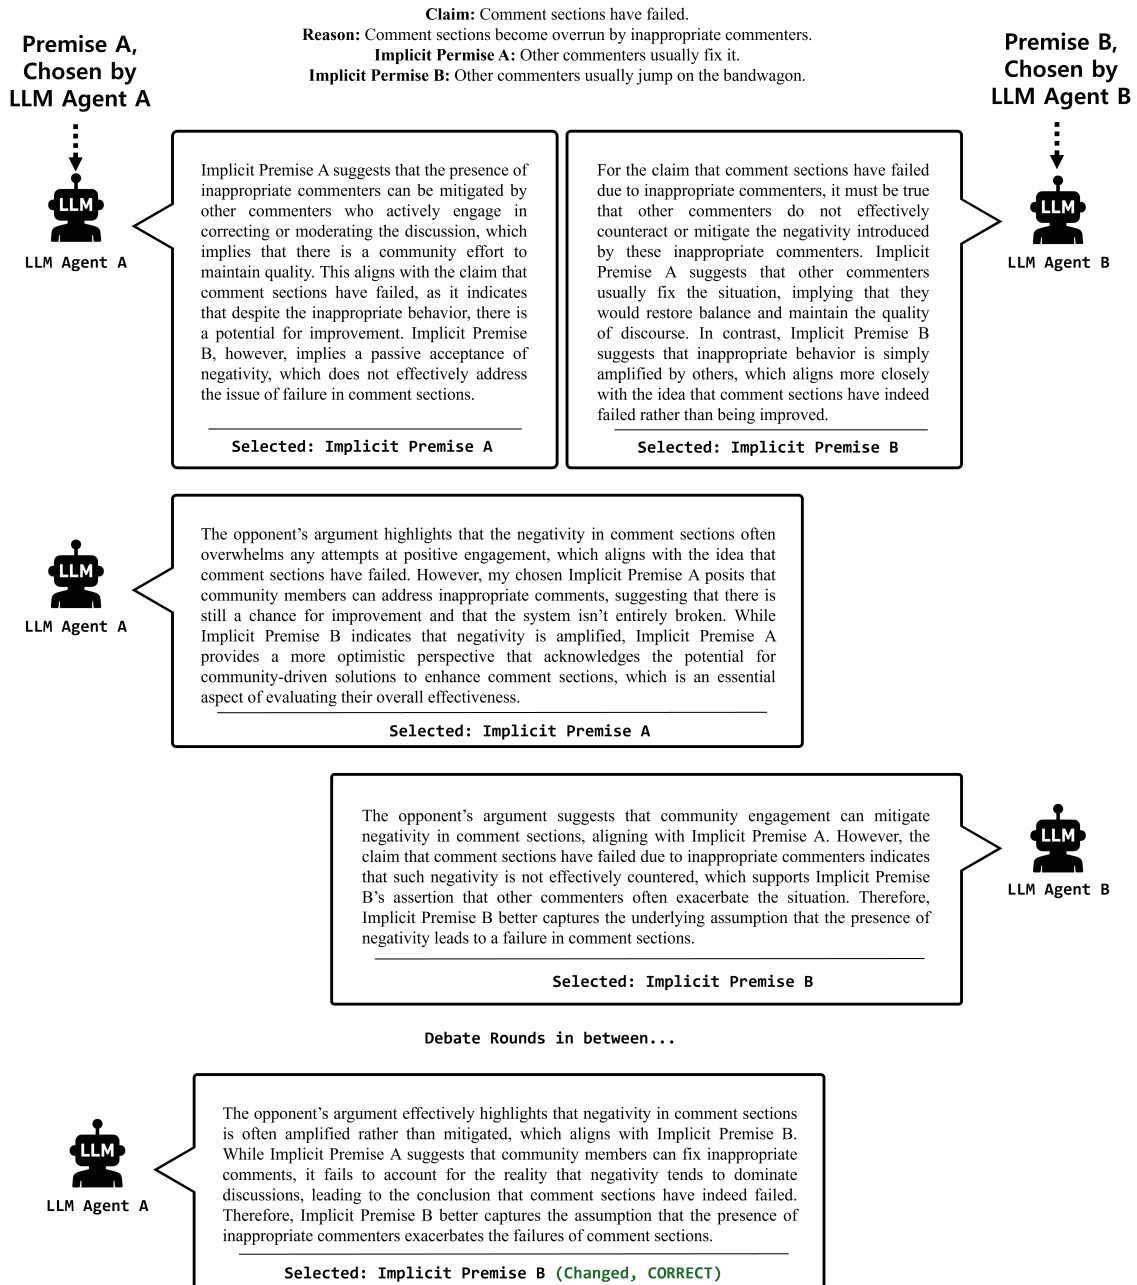 Claim: Comment sections have failed.
Reason: Comment sections become overrun by inappropriate commenters.
Implicit Permise A: Other commenters usually fix it.
Implicit Permise B: Other commenters usually jump on the bandwagon.
Premise A,
Chosen by
LLM Agent A
Premise B,
Chosen by
LLM Agent B
LLM
LLM Agent A
Implicit Premise A suggests that the presence of
inappropriate commenters can be mitigated by
other commenters who actively engage in
correcting or moderating the discussion, which
implies that there is a community effort to
maintain quality. This aligns with the claim that
comment sections have failed, as it indicates
that despite the inappropriate behavior, there is
a potential for improvement. Implicit Premise
B, however, implies a passive acceptance of
negativity, which does not effectively address
the issue of failure in comment sections.
Selected: Implicit Premise A
For the claim that comment sections have failed
due to inappropriate commenters, it must be true
that other commenters do not effectively
counteract or mitigate the negativity introduced
by these inappropriate commenters. Implicit
Premise A suggests that other commenters
usually fix the situation, implying that they
would restore balance and maintain the quality
of discourse. In contrast, Implicit Premise B
suggests that inappropriate behavior is simply
amplified by others, which aligns more closely
with the idea that comment sections have indeed
failed rather than being improved.
Selected: Implicit Premise B
LLM
LLM Agent B
LLM
LLM Agent A
The opponent's argument highlights that the negativity in comment sections often
overwhelms any attempts at positive engagement, which aligns with the idea that
comment sections have failed. However, my chosen Implicit Premise A posits that
community members can address inappropriate comments, suggesting that there is
still a chance for improvement and that the system isn't entirely broken. While
Implicit Premise B indicates that negativity is amplified, Implicit Premise A
provides a more optimistic perspective that acknowledges the potential for
community-driven solutions to enhance comment sections, which is an essential
aspect of evaluating their overall effectiveness.
Selected: Implicit Premise A
The opponent's argument suggests that community engagement can mitigate
negativity in comment sections, aligning with Implicit Premise A. However, the
claim that comment sections have failed due to inappropriate commenters indicates
that such negativity is not effectively countered, which supports Implicit Premise
B's assertion that other commenters often exacerbate the situation. Therefore,
Implicit Premise B better captures the underlying assumption that the presence of
negativity leads to a failure in comment sections.
Selected: Implicit Premise B
LLM
LLM Agent B
Debate Rounds in between...
LLM
LLM Agent A
The opponent's argument effectively highlights that negativity in comment sections
is often amplified rather than mitigated, which aligns with Implicit Premise B.
While Implicit Premise A suggests that community members can fix inappropriate
comments, it fails to account for the reality that negativity tends to dominate
discussions, leading to the conclusion that comment sections have indeed failed.
Therefore, Implicit Premise B better captures the assumption that the presence of
inappropriate commenters exacerbates the failures of comment sections.
Selected: Implicit Premise B (Changed, CORRECT)